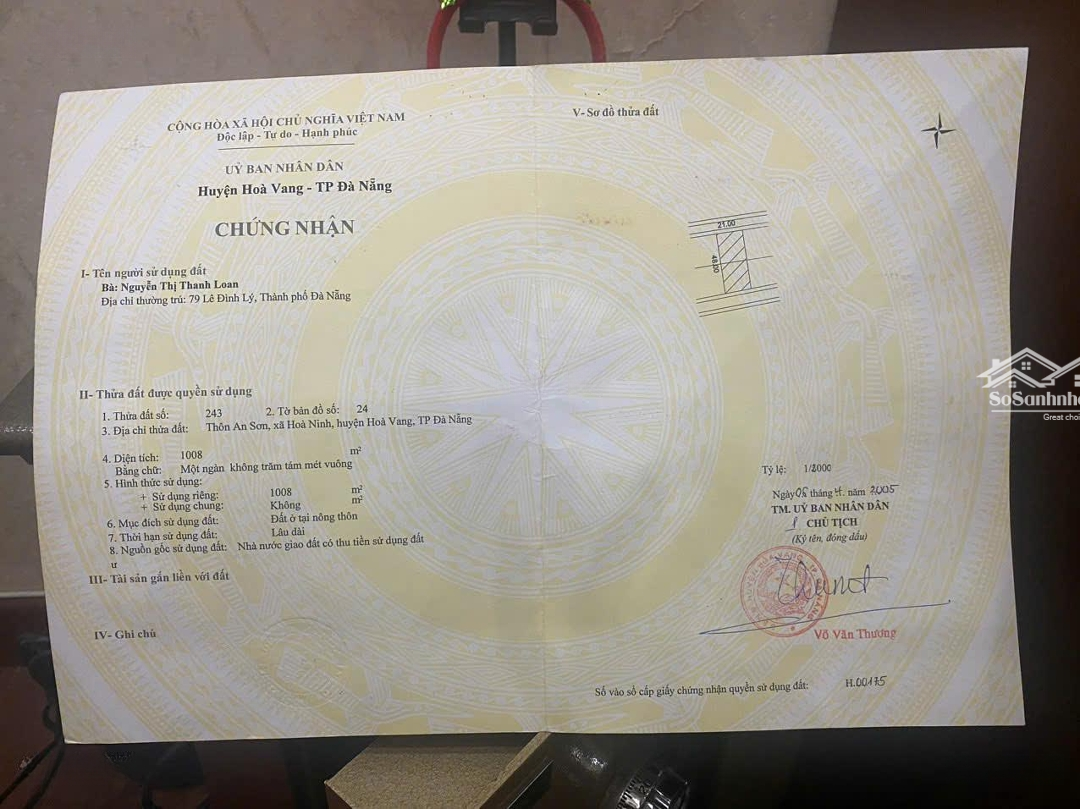 CỘNG HÒA XÃ HỘI CHỦ NGHĨA VIỆT NAM
Độc lập - Tự do - Hạnh phúc
UỶ BAN NHÂN DÂN
Huyện Hoà Vang - TP Đà Nẵng
CHỨNG NHẬN
I- Tên người sử dụng đất
Bà: Nguyễn Thị Thanh Loan
Địa chỉ thường trú: 79 Lê Đình Lý, Thành phố Đà Nẵng
II- Thửa đất được quyền sử dụng
1. Thửa đất số: 243 2. Tờ bản đồ số: 24
3. Địa chỉ thửa đất: Thôn An Sơn, xã Hoà Ninh, huyện Hoà Vang, TP Đà Nẵng
4. Diện tích: 1008 m²
Bằng chữ: Một ngàn không trăm tám mét vuông
5. Hình thức sử dụng:
+ Sử dụng riêng: 1008 m²
+ Sử dụng chung: Không m²
6. Mục đích sử dụng đất: Đất ở tại nông thôn
7. Thời hạn sử dụng đất: Lâu dài
8. Nguồn gốc sử dụng đất: Nhà nước giao đất có thu tiền sử dụng đất
ư
III- Tài sản gắn liền với đất
IV- Ghi chú
V- Sơ đồ thửa đất
21.00
48.00
Tỷ lệ: 1/2000
Ngày tháng 4 năm 2005
TM. UỶ BAN NHÂN DÂN
CHỦ TỊCH
(Ký tên, đóng dấu)
Võ Văn Thương
Số vào sổ cấp giấy chứng nhận quyền sử dụng đất: H.00175
SoSanhnh
Great choi